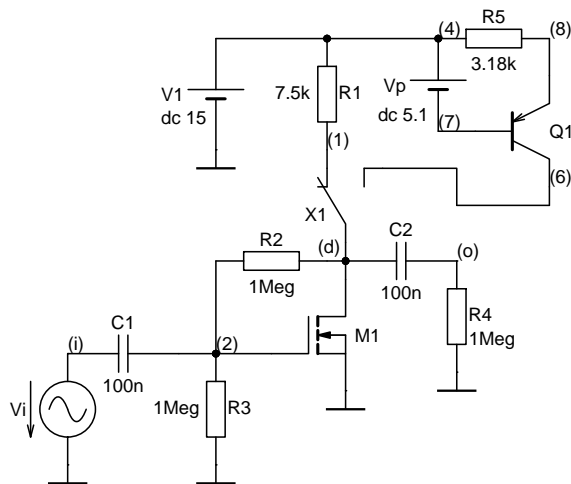 (4) R5 (8)
3.18k
V1
dc 15
7.5k R1
Vp
dc 5.1
(7)
Q1
(1)
(6)
X1
R2 (d) C2 (o)
1Meg 100n
R4
1Meg
(i) C1 (2) M1
100n
Vi
1Meg R3